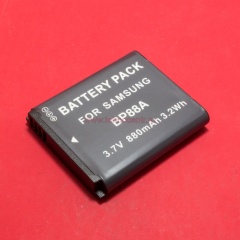 BATTERY PACK
FOR SAMSUNG
BP88A
3.7V 880mAh 3.2Wh